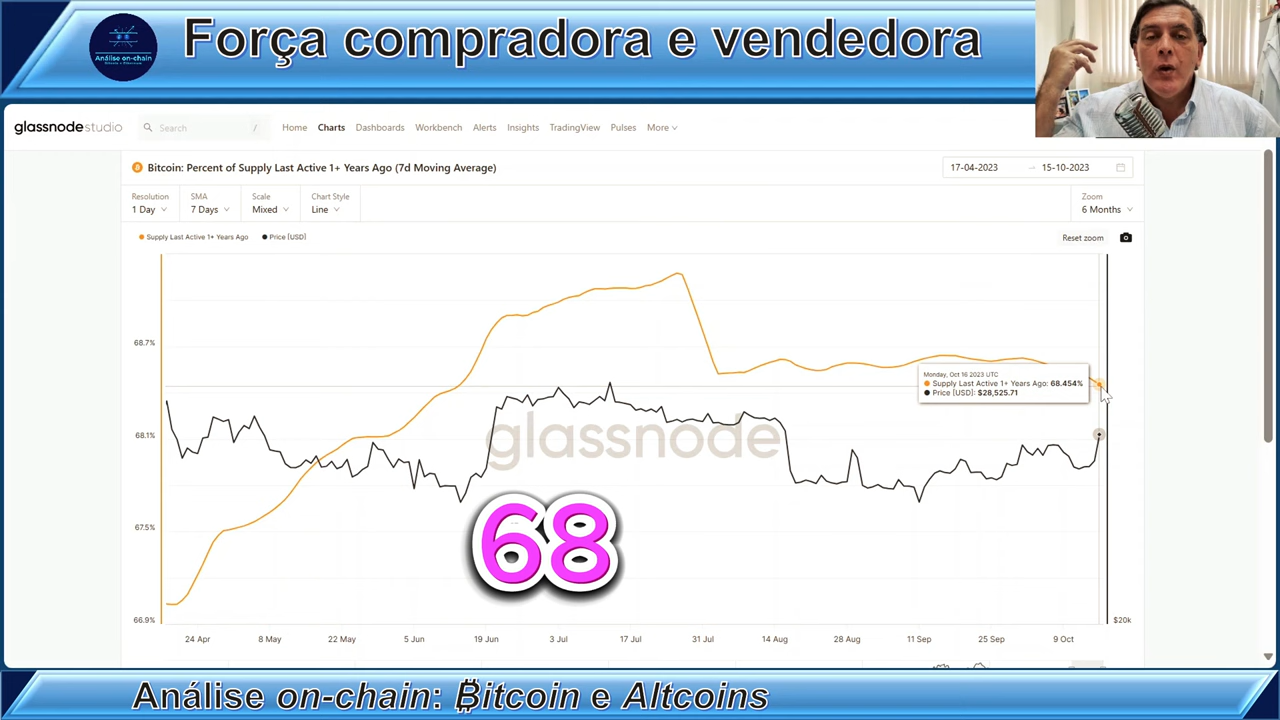 Força compradora e vendedora
Análise on-chain
Bitcoin e Ethereum
glassnodestudio
Search
/
Home
Charts
Dashboards
Workbench
Alerts
Insights
TradingView
Pulses
More
Bitcoin: Percent of Supply Last Active 1+ Years Ago (7d Moving Average)
17-04-2023 → 15-10-2023
Resolution
1 Day
SMA
7 Days
Scale
Mixed
Chart Style
Line
Zoom
6 Months
Supply Last Active 1+ Years Ago
Price [USD]
Reset zoom
68.7%
68.1%
67.5%
66.9%
glassnode
Monday, Oct 16 2023 UTC
Supply Last Active 1+ Years Ago: 68.454%
Price [USD]: $28,525.71
68
$20k
24 Apr
8 May
22 May
5 Jun
19 Jun
3 Jul
17 Jul
31 Jul
14 Aug
28 Aug
11 Sep
25 Sep
9 Oct
Análise on-chain: ₿itcoin e Altcoins